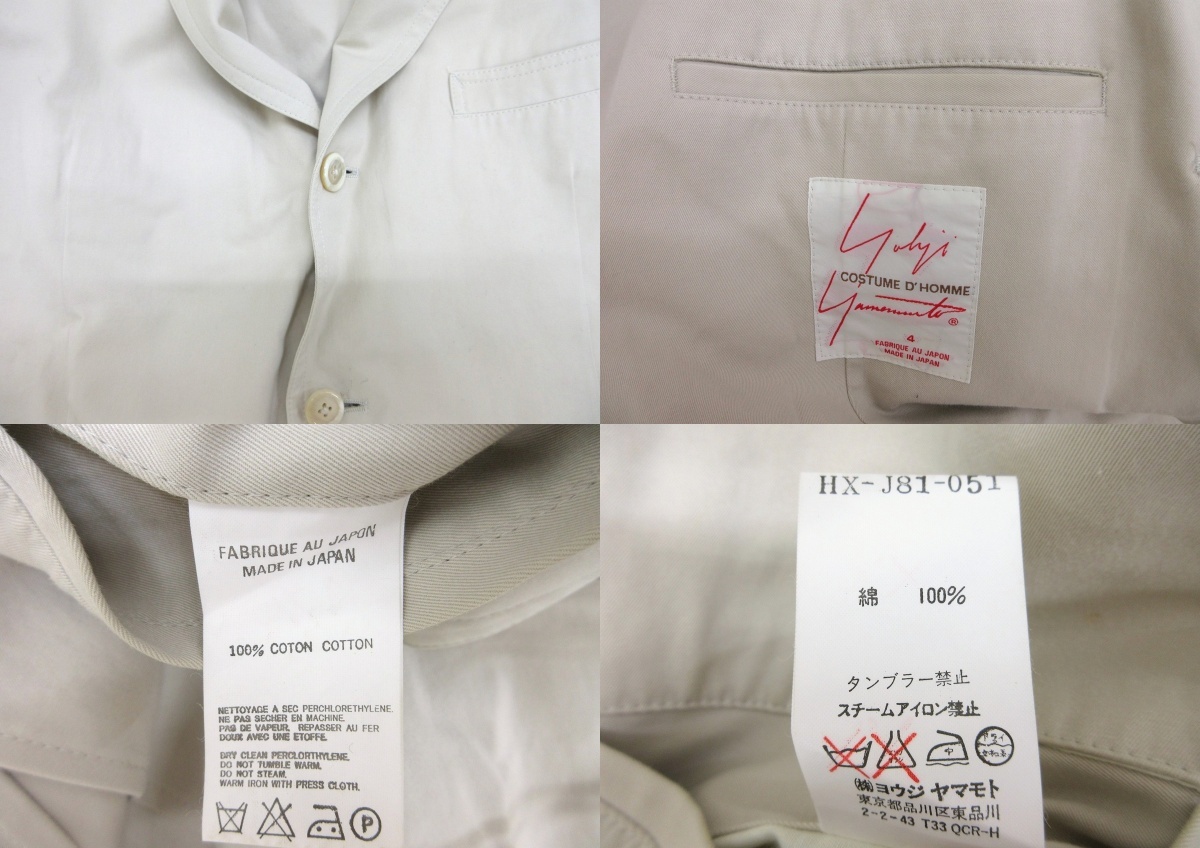 Yohji
COSTUME D'HOMME
Yamamoto ®
4
FABRIQUE AU JAPON
MADE IN JAPAN
FABRIQUE AU JAPON
MADE IN JAPAN
100% COTON COTTON
NETTOYAGE A SEC PERCHLORETHYLENE.
NE PAS SECHER EN MACHINE.
PAS DE VAPEUR, REPASSER AU FER
DOUX AVEC UNE ETOFFE.
DRY CLEAN PERCLORTHYLENE.
DO NOT TUMBLE WARM.
DO NOT STEAM.
WARM IRON WITH PRESS CLOTH.
P
HX-J81-051
綿 100%
タンブラー禁止
スチームアイロン禁止
ドライ
(株)ヨウジ ヤマモト
東京都品川区東品川
2-2-43 T33 QCR-H